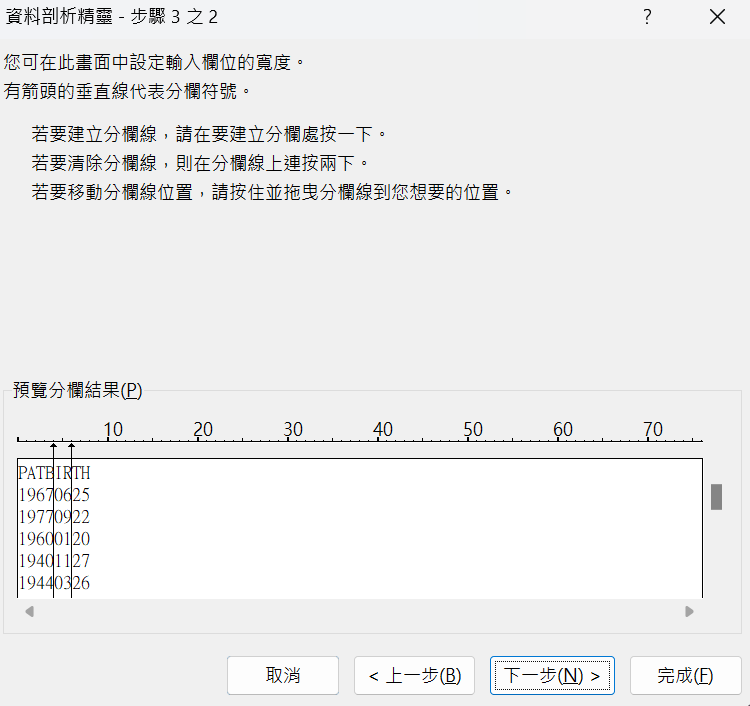 資料剖析精靈 - 步驟 3 之 2
?
您可在此畫面中設定輸入欄位的寬度。
有箭頭的垂直線代表分欄符號。
若要建立分欄線，請在要建立分欄處按一下。
若要清除分欄線，則在分欄線上連按兩下。
若要移動分欄線位置，請按住並拖曳分欄線到您想要的位置。
預覽分欄結果(P)
10 20 30 40 50 60 70
PATBIRTH
19670625
19770922
19600120
19401127
19440326
取消 < 上一步(B) 下一步(N) > 完成(F)